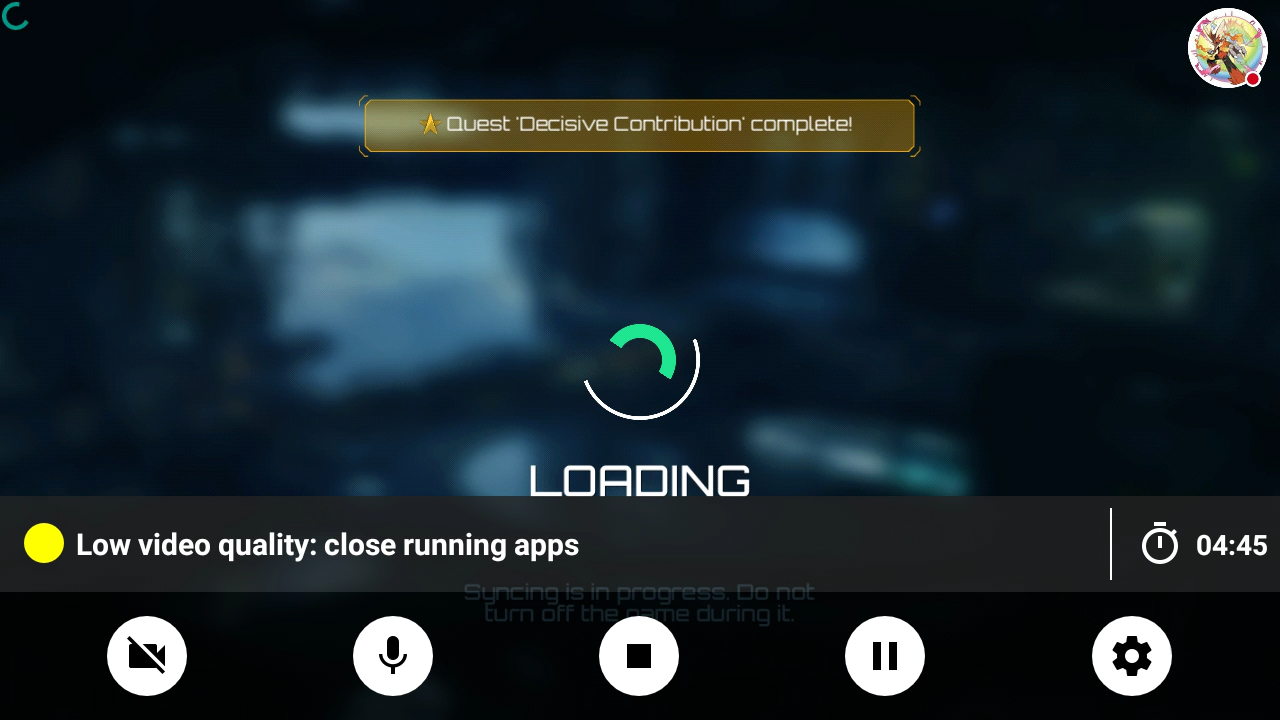 Quest 'Decisive Contribution' complete!
LOADING
Low video quality: close running apps
04:45
Syncing is in progress. Do not
turn off the game during it.